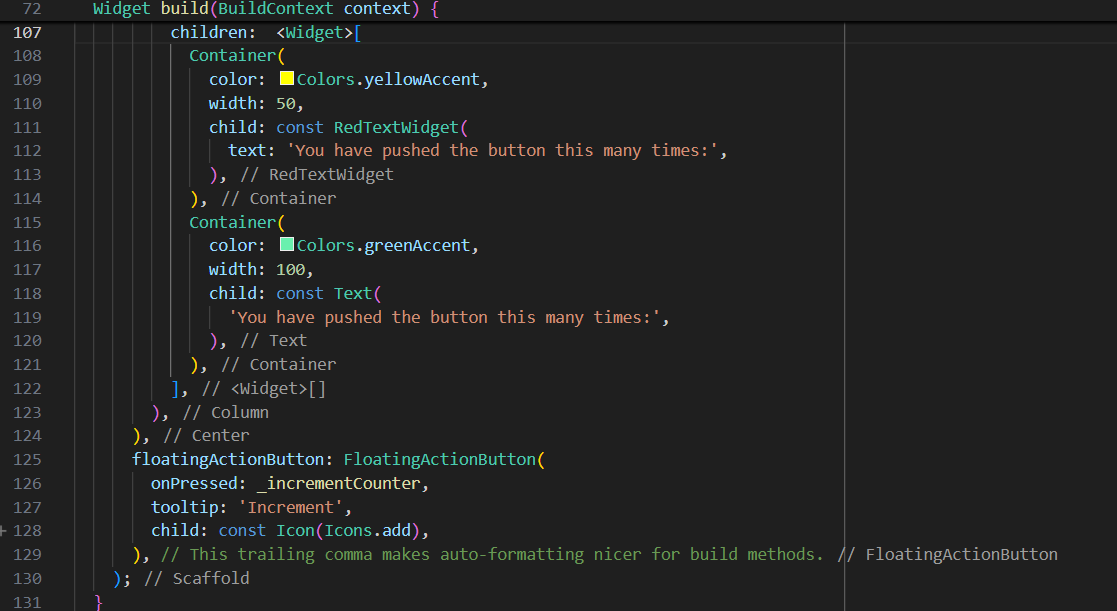 72 Widget build(BuildContext context) {
107 children: <Widget>[
108 Container(
109 color: Colors.yellowAccent,
110 width: 50,
111 child: const RedTextWidget(
112 text: 'You have pushed the button this many times:',
113 ), // RedTextWidget
114 ), // Container
115 Container(
116 color: Colors.greenAccent,
117 width: 100,
118 child: const Text(
119 'You have pushed the button this many times:',
120 ), // Text
121 ), // Container
122 ], // <Widget>[]
123 ), // Column
124 ), // Center
125 floatingActionButton: FloatingActionButton(
126 onPressed: _incrementCounter,
127 tooltip: 'Increment',
128 child: const Icon(Icons.add),
129 ), // This trailing comma makes auto-formatting nicer for build methods. // FloatingActionButton
130 ); // Scaffold
131 }